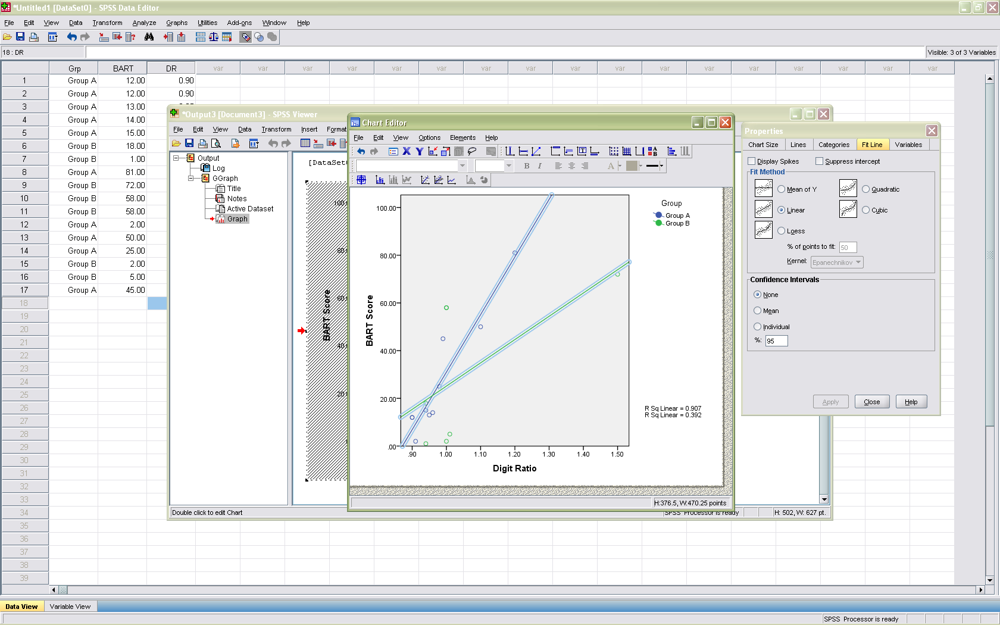 *Untitled1 [DataSet0] - SPSS Data Editor
File Edit View Data Transform Analyze Graphs Utilities Add-ons Window Help
18 : DR
Visible: 3 of 3 Variables
Grp BART DR var var var var var var var var var var var var var var var var var
1 Group A 12.00 0.90
2 Group A 12.00 0.90
3 Group A 13.00
4 Group A 14.00
5 Group A 15.00
6 Group B 18.00
7 Group B 1.00
8 Group A 81.00
9 Group B 72.00
10 Group B 58.00
11 Group B 58.00
12 Group A 2.00
13 Group A 50.00
14 Group A 25.00
15 Group B 2.00
16 Group B 5.00
17 Group A 45.00
18
19
20
21
22
23
24
25
26
27
28
29
30
31
32
33
34
35
36
37
38
39
*Output3 [Document3] - SPSS Viewer
File Edit View Data Transform Insert Format
Output
Log
GGraph
Title
Notes
Active Dataset
Graph
[DataSet
BART Score
Double click to edit Chart
SPSS Processor is ready
H: 502, W: 627 pt.
Chart Editor
File Edit View Options Elements Help
B I
A
100.00
80.00
60.00
40.00
20.00
.00
BART Score
.90 1.00 1.10 1.20 1.30 1.40 1.50
Digit Ratio
Group
Group A
Group B
R Sq Linear = 0.907
R Sq Linear = 0.392
H:376.5, W:470.25 points
Properties
Chart Size Lines Categories Fit Line Variables
Display Spikes Suppress intercept
Fit Method
Mean of Y Quadratic
Linear Cubic
Loess
% of points to fit: 50
Kernel: Epanechnikov
Confidence Intervals
None
Mean
Individual
%: 95
Apply Close Help
Data View Variable View
SPSS Processor is ready